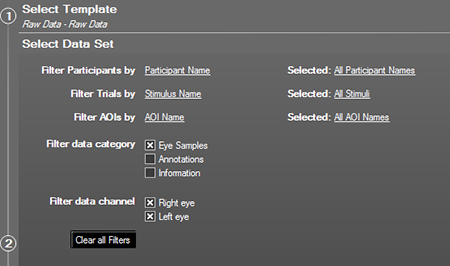 1 Select Template
Raw Data - Raw Data
Select Data Set
Filter Participants by Participant Name Selected: All Participant Names
Filter Trials by Stimulus Name Selected: All Stimuli
Filter AOIs by AOI Name Selected: All AOI Names
Filter data category Eye Samples
Annotations
Information
Filter data channel Right eye
Left eye
2 Clear all Filters